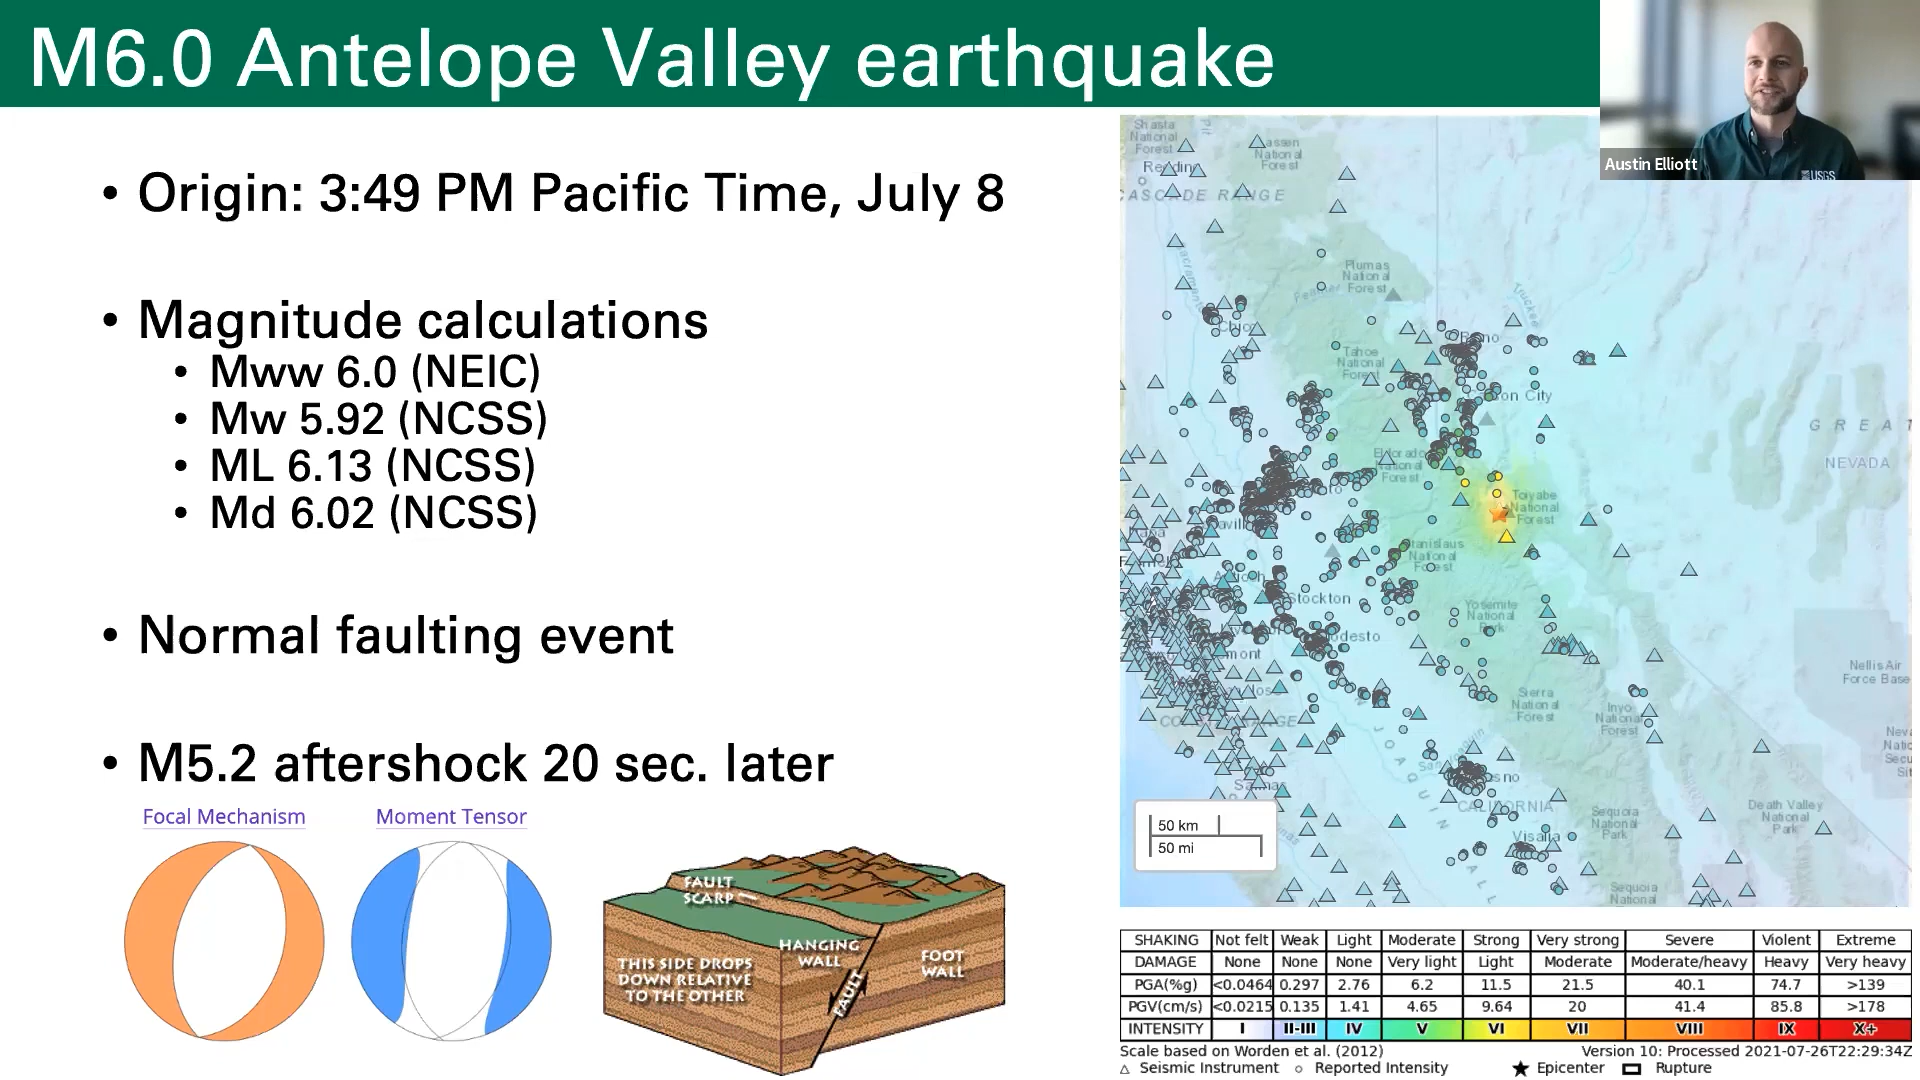 M6.0 Antelope Valley earthquake
Austin Elliott
USGS
• Origin: 3:49 PM Pacific Time, July 8
• Magnitude calculations
• Mww 6.0 (NEIC)
• Mw 5.92 (NCSS)
• ML 6.13 (NCSS)
• Md 6.02 (NCSS)
• Normal faulting event
• M5.2 aftershock 20 sec. later
Focal Mechanism
Moment Tensor
FAULT
SCARP
HANGING
WALL
FOOT
WALL
THIS SIDE DROPS
DOWN RELATIVE
TO THE OTHER
FAULT
Shasta
National
Forest
Pit
National
Forest
CASCADE RANGE
Plumas
National
Forest
Truckee
Tahoe
National
Forest
GREAT
NEVADA
Eldorado
National
Forest
Toiyabe
National
Forest
Stanislaus
National
Forest
Stockton
Yosemite
National
Park
Nellis Air
Force Base
Sierra
National
Forest
Inyo
National
Forest
JOAQUIN
CALIFORNIA
Sequoia
National
Park
Death Valley
National
Park
Visalia
Sequoia
National
50 km
50 mi
SHAKING Not felt Weak Light Moderate Strong Very strong Severe Violent Extreme
DAMAGE None None None Very light Light Moderate Moderate/heavy Heavy Very heavy
PGA(%g) <0.0464 0.297 2.76 6.2 11.5 21.5 40.1 74.7 >139
PGV(cm/s) <0.0215 0.135 1.41 4.65 9.64 20 41.4 85.8 >178
INTENSITY I II-III IV V VI VII VIII IX X+
Scale based on Worden et al. (2012) Version 10: Processed 2021-07-26T22:29:34Z
△ Seismic Instrument ○ Reported Intensity ★ Epicenter ▭ Rupture